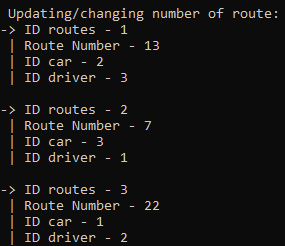 Updating/changing number of route:
-> ID routes - 1
| Route Number - 13
| ID car - 2
| ID driver - 3
-> ID routes - 2
| Route Number - 7
| ID car - 3
| ID driver - 1
-> ID routes - 3
| Route Number - 22
| ID car - 1
| ID driver - 2